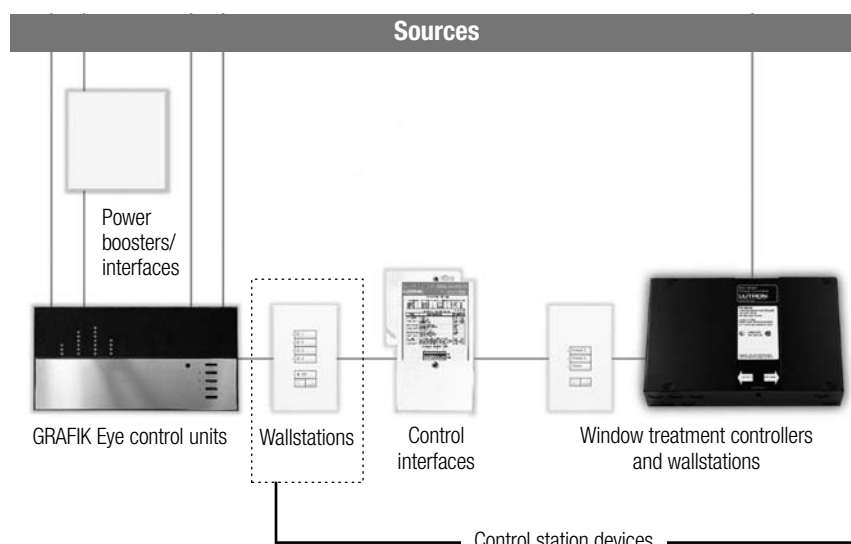 Sources
Power
boosters/
interfaces
LUTRON
GRAFIK Eye control units
Wallstations
Control
interfaces
Window treatment controllers
and wallstations
Control station devices